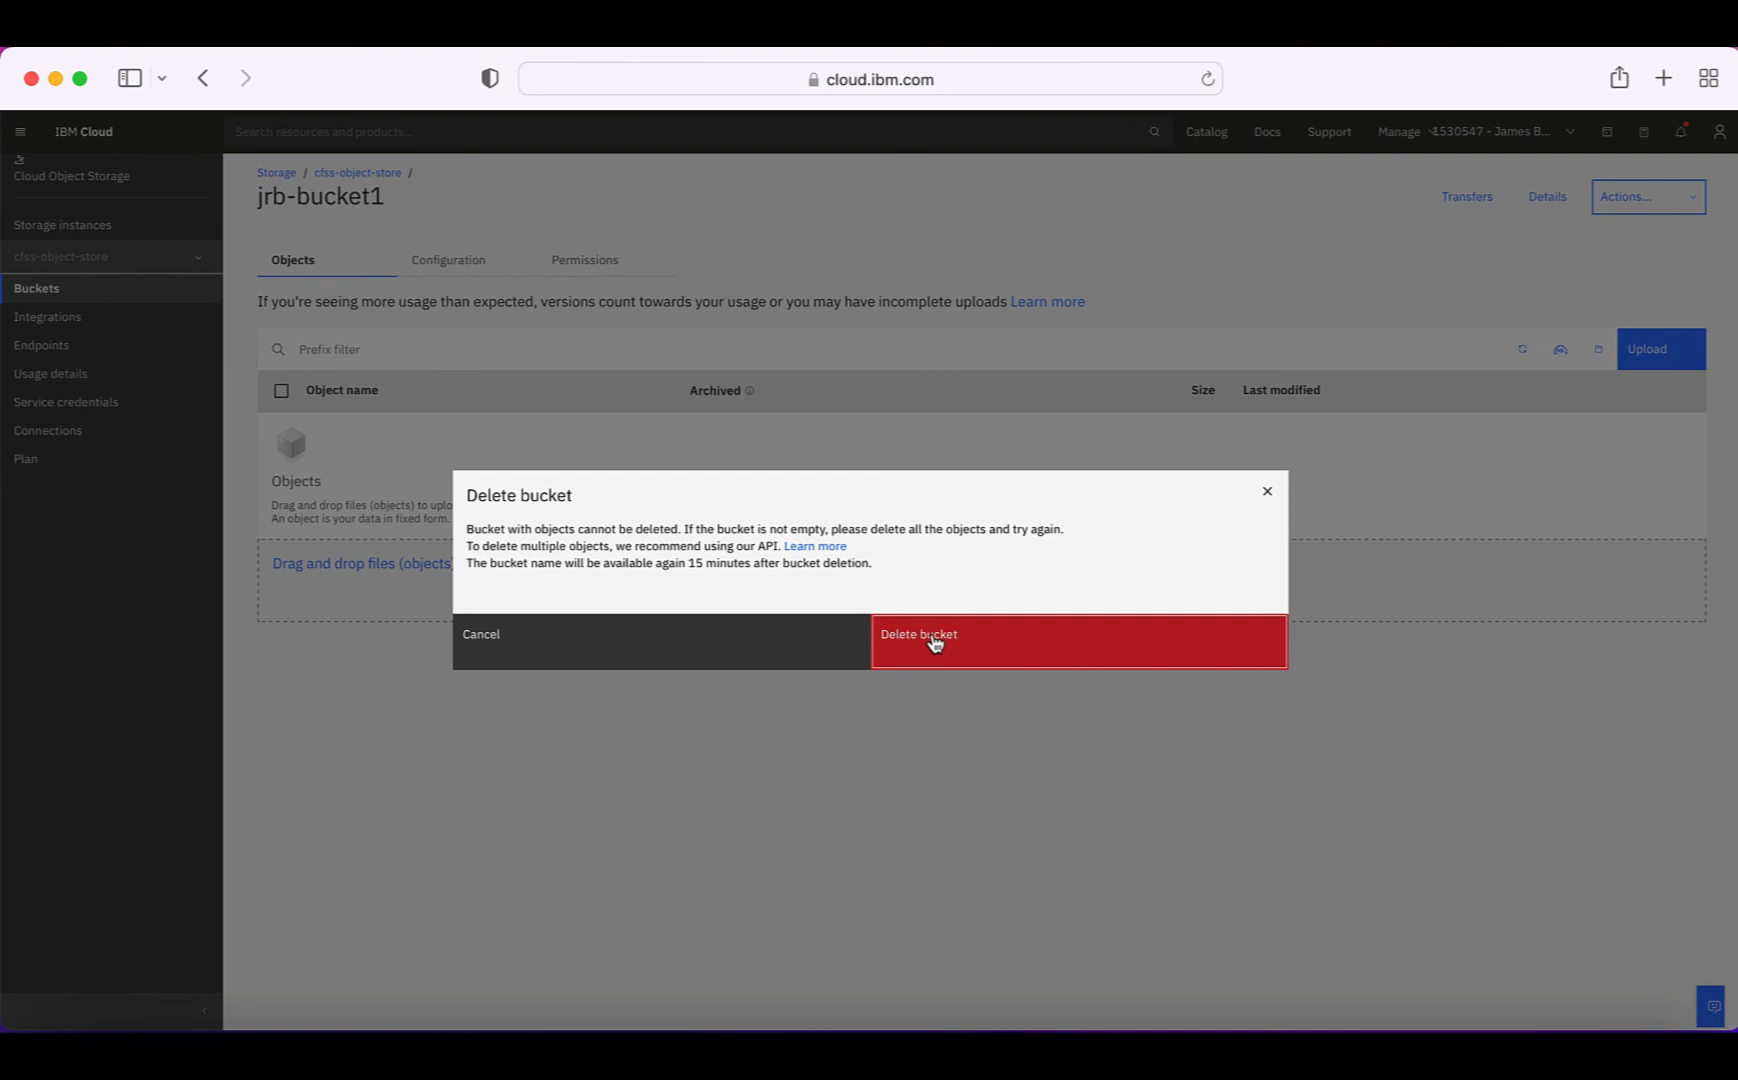 cloud.ibm.com
IBM Cloud
Search resources and products...
Catalog
Docs
Support
Manage
1530547 - James B...
Cloud Object Storage
Storage instances
cfss-object-store
Buckets
Integrations
Endpoints
Usage details
Service credentials
Connections
Plan
Storage / cfss-object-store /
jrb-bucket1
Transfers
Details
Actions...
Objects
Configuration
Permissions
If you're seeing more usage than expected, versions count towards your usage or you may have incomplete uploads Learn more
Prefix filter
Upload
Object name
Archived
Size
Last modified
Objects
Drag and drop files (objects) to uplo
An object is your data in fixed form.
Drag and drop files (objects)
Delete bucket
Bucket with objects cannot be deleted. If the bucket is not empty, please delete all the objects and try again.
To delete multiple objects, we recommend using our API. Learn more
The bucket name will be available again 15 minutes after bucket deletion.
Cancel
Delete bucket